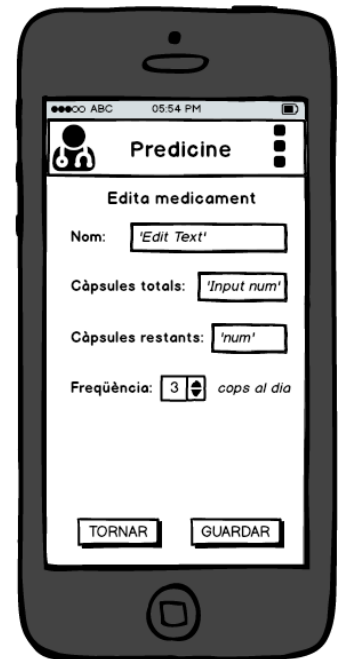 ABC 05:54 PM
Predicine
Edita medicament
Nom: 'Edit Text'
Càpsules totals: 'Input num'
Càpsules restants: 'num'
Freqüència: 3 cops al dia
TORNAR GUARDAR